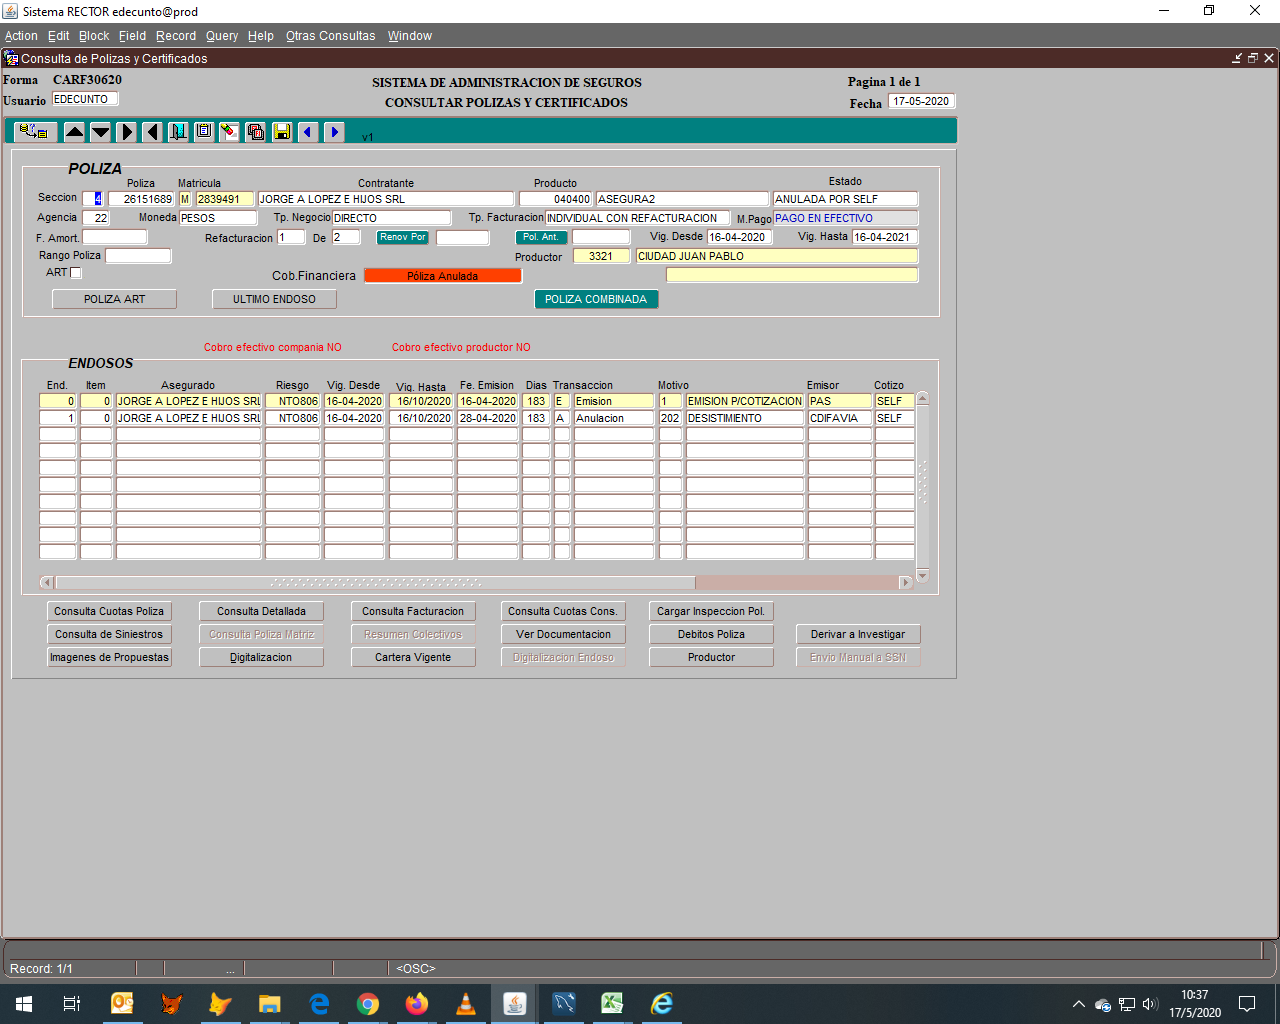 Sistema RECTOR edecunto@prod
Action Edit Block Field Record Query Help Otras Consultas Window
Consulta de Polizas y Certificados
Forma CARF30620 SISTEMA DE ADMINISTRACION DE SEGUROS Pagina 1 de 1
Usuario EDECUNTO CONSULTAR POLIZAS Y CERTIFICADOS Fecha 17-05-2020
v1
POLIZA
Poliza Matricula Contratante Producto Estado
Seccion 4 26151689 M 2839491 JORGE A LOPEZ E HIJOS SRL 040400 ASEGURA2 ANULADA POR SELF
Agencia 22 Moneda PESOS Tp. Negocio DIRECTO Tp. Facturacion INDIVIDUAL CON REFACTURACION M.Pago PAGO EN EFECTIVO
F. Amort. Refacturacion 1 De 2 Renov Por Pol. Ant. Vig. Desde 16-04-2020 Vig. Hasta 16-04-2021
Rango Poliza Productor 3321 CIUDAD JUAN PABLO
ART Cob.Financiera Póliza Anulada
POLIZA ART ULTIMO ENDOSO POLIZA COMBINADA
Cobro efectivo compania NO Cobro efectivo productor NO
ENDOSOS
End. Item Asegurado Riesgo Vig. Desde Vig. Hasta Fe. Emision Dias Transaccion Motivo Emisor Cotizo
0 0 JORGE A LOPEZ E HIJOS SRL NTO806 16-04-2020 16/10/2020 16-04-2020 183 E Emision 1 EMISION P/COTIZACION PAS SELF
1 0 JORGE A LOPEZ E HIJOS SRL NTO806 16-04-2020 16/10/2020 28-04-2020 183 A Anulacion 202 DESISTIMIENTO CDIFAVIA SELF
Consulta Cuotas Poliza Consulta Detallada Consulta Facturacion Consulta Cuotas Cons. Cargar Inspeccion Pol.
Consulta de Siniestros Consulta Poliza Matriz Resumen Colectivos Ver Documentacion Debitos Poliza Derivar a Investigar
Imagenes de Propuestas Digitalizacion Cartera Vigente Digitalizacion Endoso Productor Envio Manual a SSN
Record: 1/1 ... <OSC>
10:37
17/5/2020